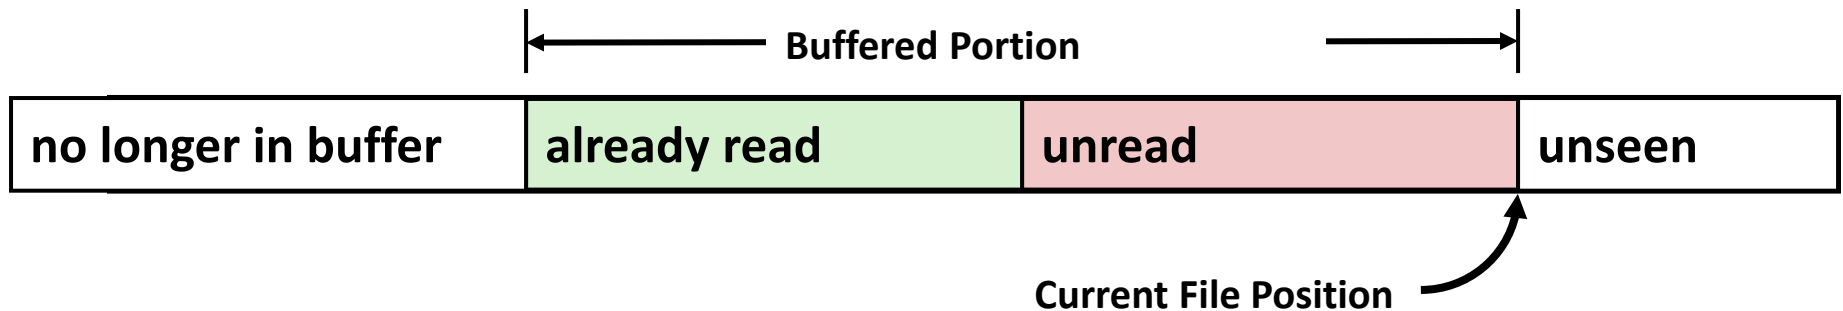 Buffered Portion
no longer in buffer already read unread unseen
Current File Position